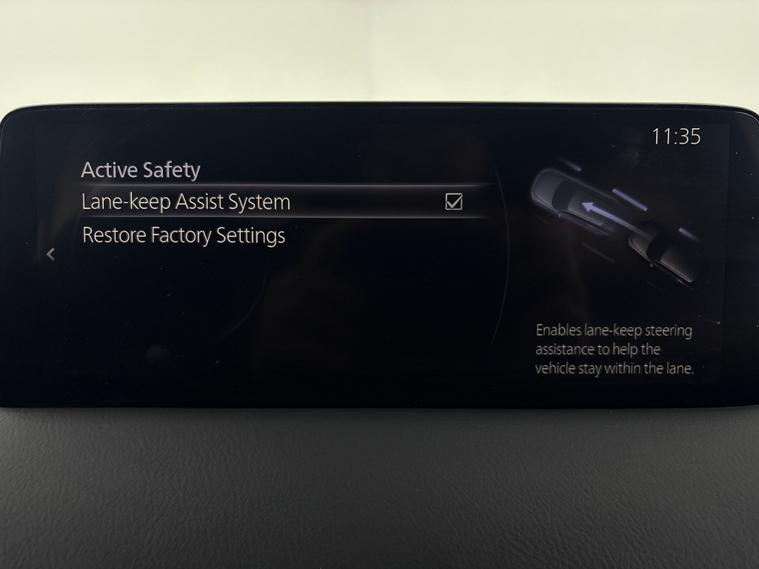 11:35
Active Safety
Lane-keep Assist System
Restore Factory Settings
Enables lane-keep steering
assistance to help the
vehicle stay within the lane.